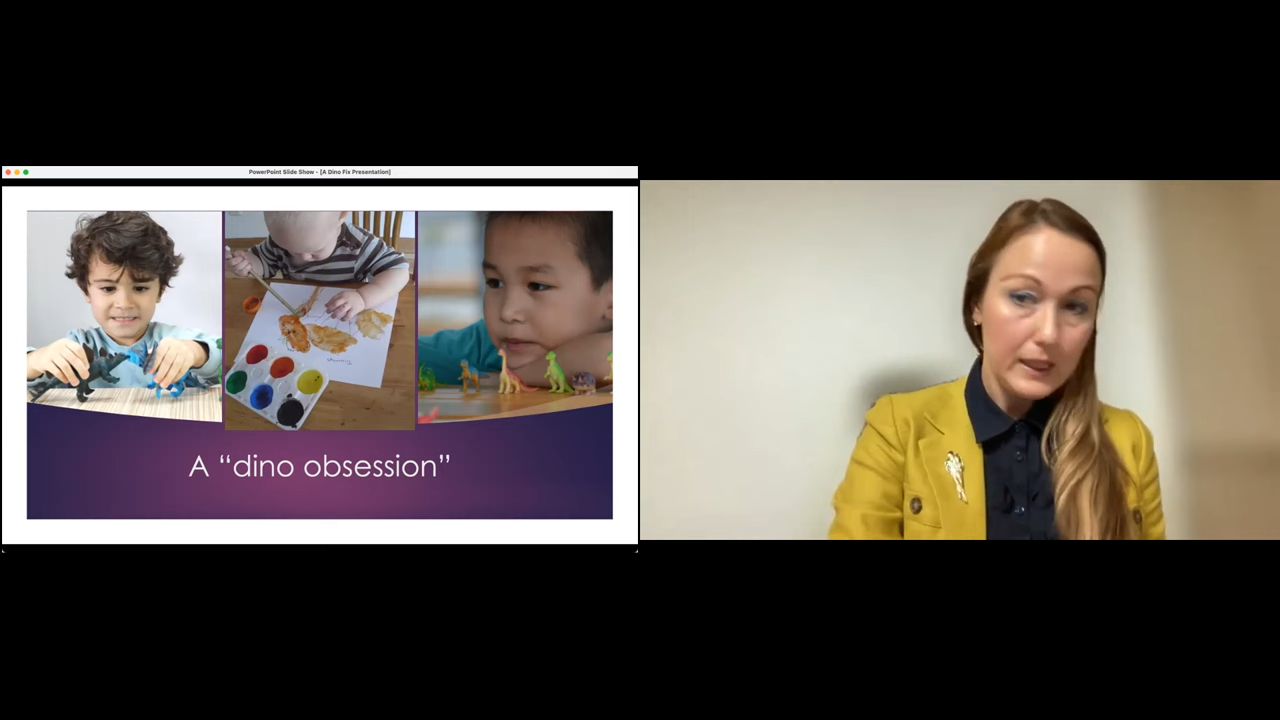 PowerPoint Slide Show - [A Dino Fix Presentation]
A “dino obsession”